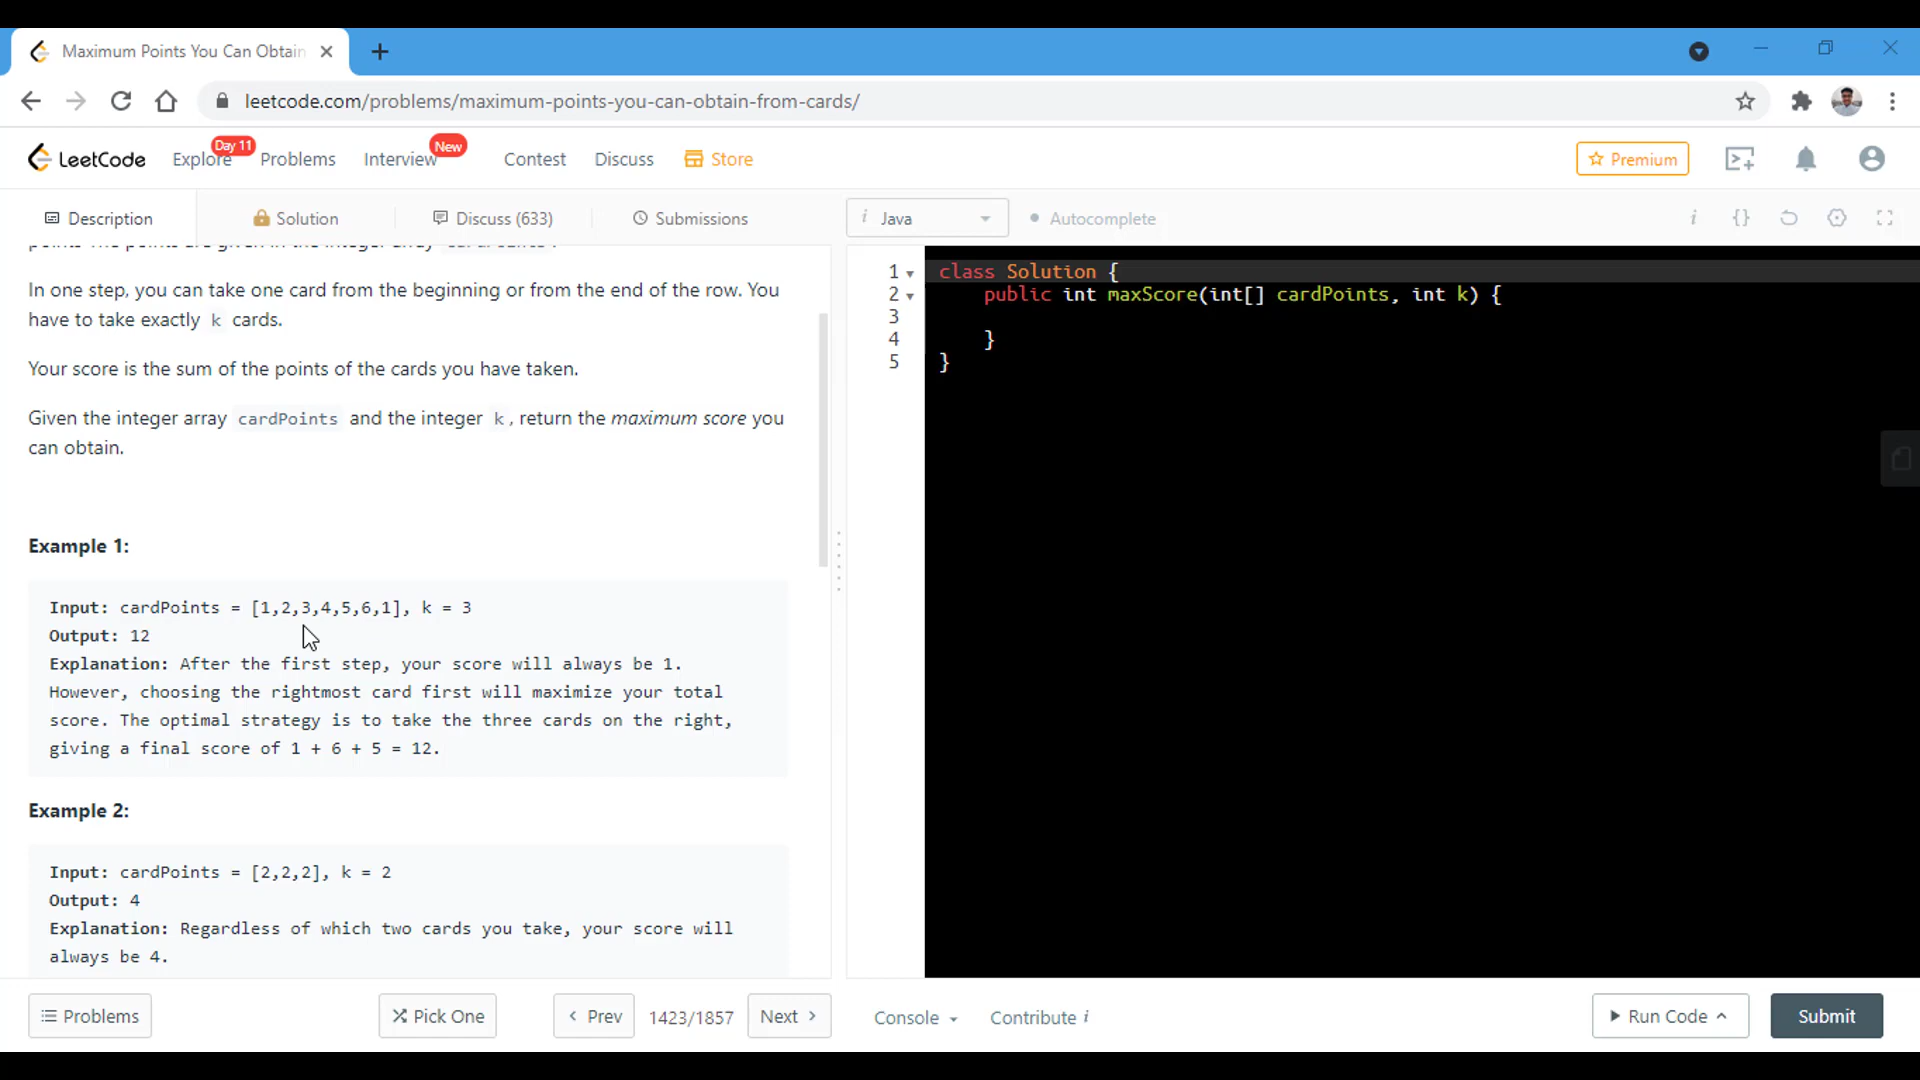 Maximum Points You Can Obtain
leetcode.com/problems/maximum-points-you-can-obtain-from-cards/
LeetCode Explore Day 11 Problems Interview New Contest Discuss Store Premium
Description Solution Discuss (633) Submissions
i Java Autocomplete i {}
In one step, you can take one card from the beginning or from the end of the row. You
have to take exactly k cards.
Your score is the sum of the points of the cards you have taken.
Given the integer array cardPoints and the integer k, return the maximum score you
can obtain.
Example 1:
Input: cardPoints = [1,2,3,4,5,6,1], k = 3
Output: 12
Explanation: After the first step, your score will always be 1.
However, choosing the rightmost card first will maximize your total
score. The optimal strategy is to take the three cards on the right,
giving a final score of 1 + 6 + 5 = 12.
Example 2:
Input: cardPoints = [2,2,2], k = 2
Output: 4
Explanation: Regardless of which two cards you take, your score will
always be 4.
1 class Solution {
2 public int maxScore(int[] cardPoints, int k) {
3
4 }
5 }
Problems Pick One Prev 1423/1857 Next Console Contribute i Run Code Submit